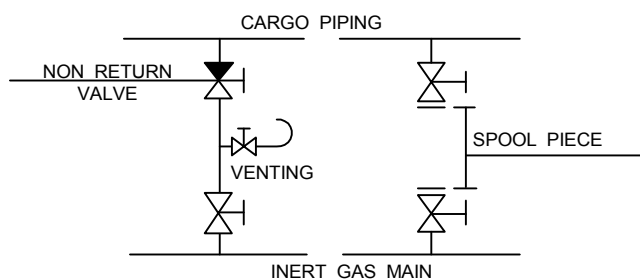 CARGO PIPING
NON RETURN
VALVE
SPOOL PIECE
VENTING
INERT GAS MAIN